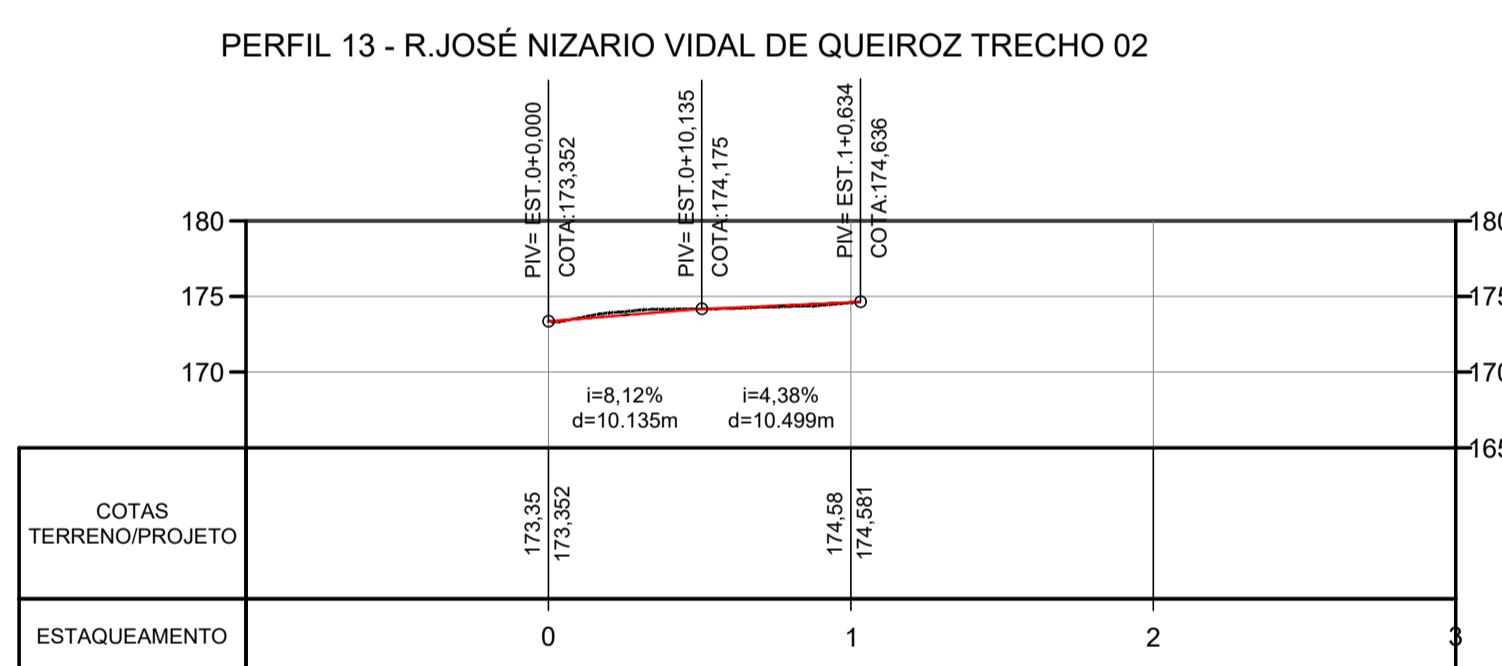 PERFIL 13 - R.JOSÉ NIZARIO VIDAL DE QUEIROZ TRECHO 02
PIV= EST.0+0,000
COTA:173,352
PIV= EST.0+10,135
COTA:174,175
PIV= EST.1+0,634
COTA:174,636
180
180
175
175
170
170
i=8,12%
d=10.135m
i=4,38%
d=10.499m
165
COTAS
TERRENO/PROJETO
173,35
173,352
174,58
174,581
ESTAQUEAMENTO
0
1
2
3